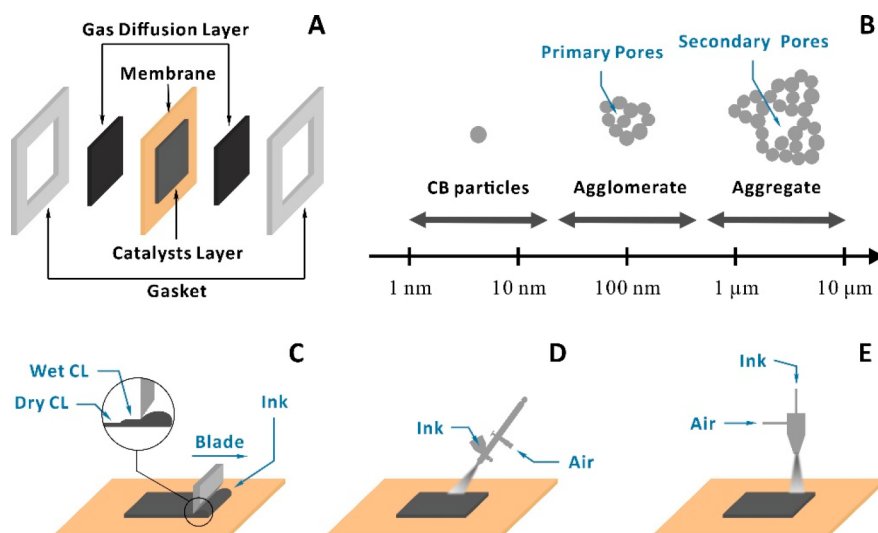 A
Gas Diffusion Layer
Membrane
Catalysts Layer
Gasket
B
Primary Pores
Secondary Pores
CB particles
Agglomerate
Aggregate
1 nm
10 nm
100 nm
1 µm
10 µm
C
Wet CL
Dry CL
Ink
Blade
D
Ink
Air
E
Ink
Air